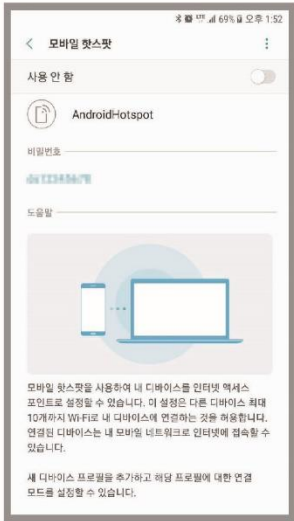 LTE 69% 오후 1:52
모바일 핫스팟
사용 안 함
AndroidHotspot
비밀번호
도움말
모바일 핫스팟을 사용하여 내 디바이스를 인터넷 액세스
포인트로 설정할 수 있습니다. 이 설정은 다른 디바이스 최대
10개까지 Wi-Fi로 내 디바이스에 연결하는 것을 허용합니다.
연결된 디바이스는 내 모바일 네트워크로 인터넷에 접속할 수
있습니다.
새 디바이스 프로필을 추가하고 해당 프로필에 대한 연결
모드를 설정할 수 있습니다.